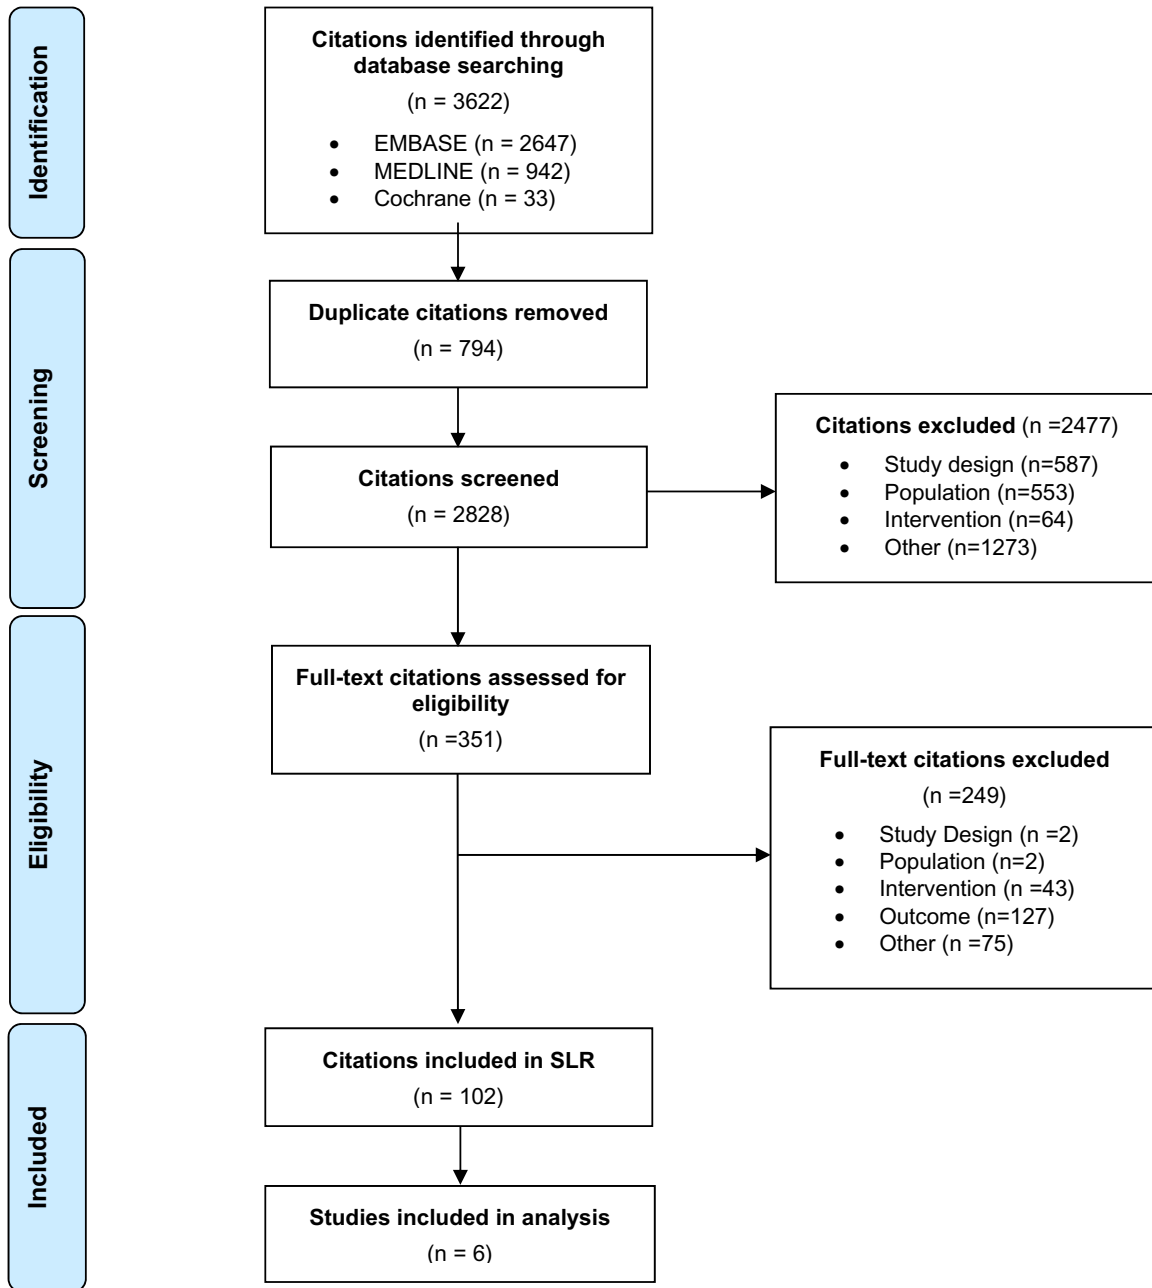 Identification
Citations identified through
database searching
(n = 3622)
• EMBASE (n = 2647)
• MEDLINE (n = 942)
• Cochrane (n = 33)
Screening
Duplicate citations removed
(n = 794)
Citations screened
(n = 2828)
Citations excluded (n =2477)
• Study design (n=587)
• Population (n=553)
• Intervention (n=64)
• Other (n=1273)
Eligibility
Full-text citations assessed for
eligibility
(n =351)
Full-text citations excluded
(n =249)
• Study Design (n =2)
• Population (n=2)
• Intervention (n =43)
• Outcome (n=127)
• Other (n =75)
Included
Citations included in SLR
(n = 102)
Studies included in analysis
(n = 6)